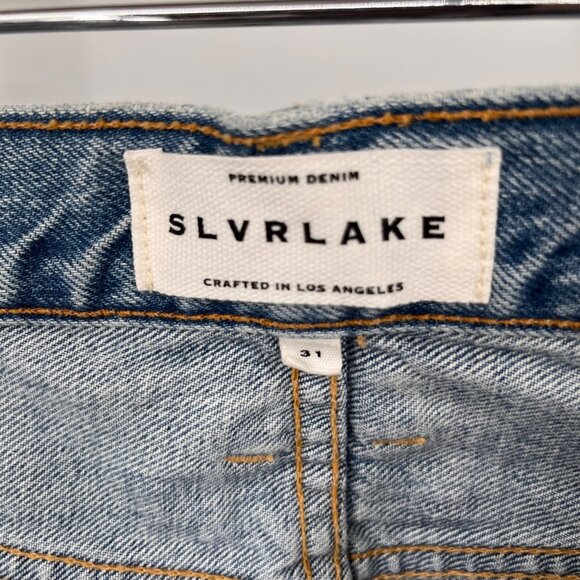 PREMIUM DENIM
SLVRLAKE
CRAFTED IN LOS ANGELES
31